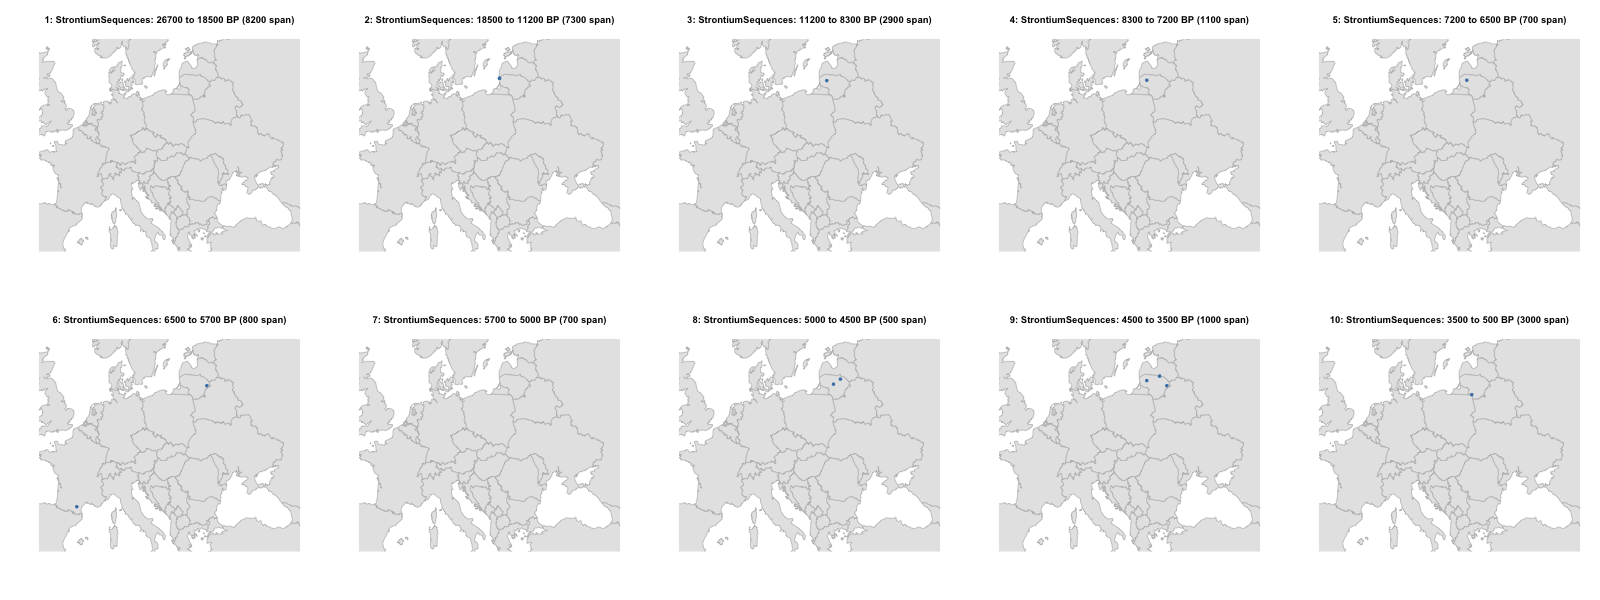 1: StrontiumSequences: 26700 to 18500 BP (8200 span)
2: StrontiumSequences: 18500 to 11200 BP (7300 span)
3: StrontiumSequences: 11200 to 8300 BP (2900 span)
4: StrontiumSequences: 8300 to 7200 BP (1100 span)
5: StrontiumSequences: 7200 to 6500 BP (700 span)
6: StrontiumSequences: 6500 to 5700 BP (800 span)
7: StrontiumSequences: 5700 to 5000 BP (700 span)
8: StrontiumSequences: 5000 to 4500 BP (500 span)
9: StrontiumSequences: 4500 to 3500 BP (1000 span)
10: StrontiumSequences: 3500 to 500 BP (3000 span)